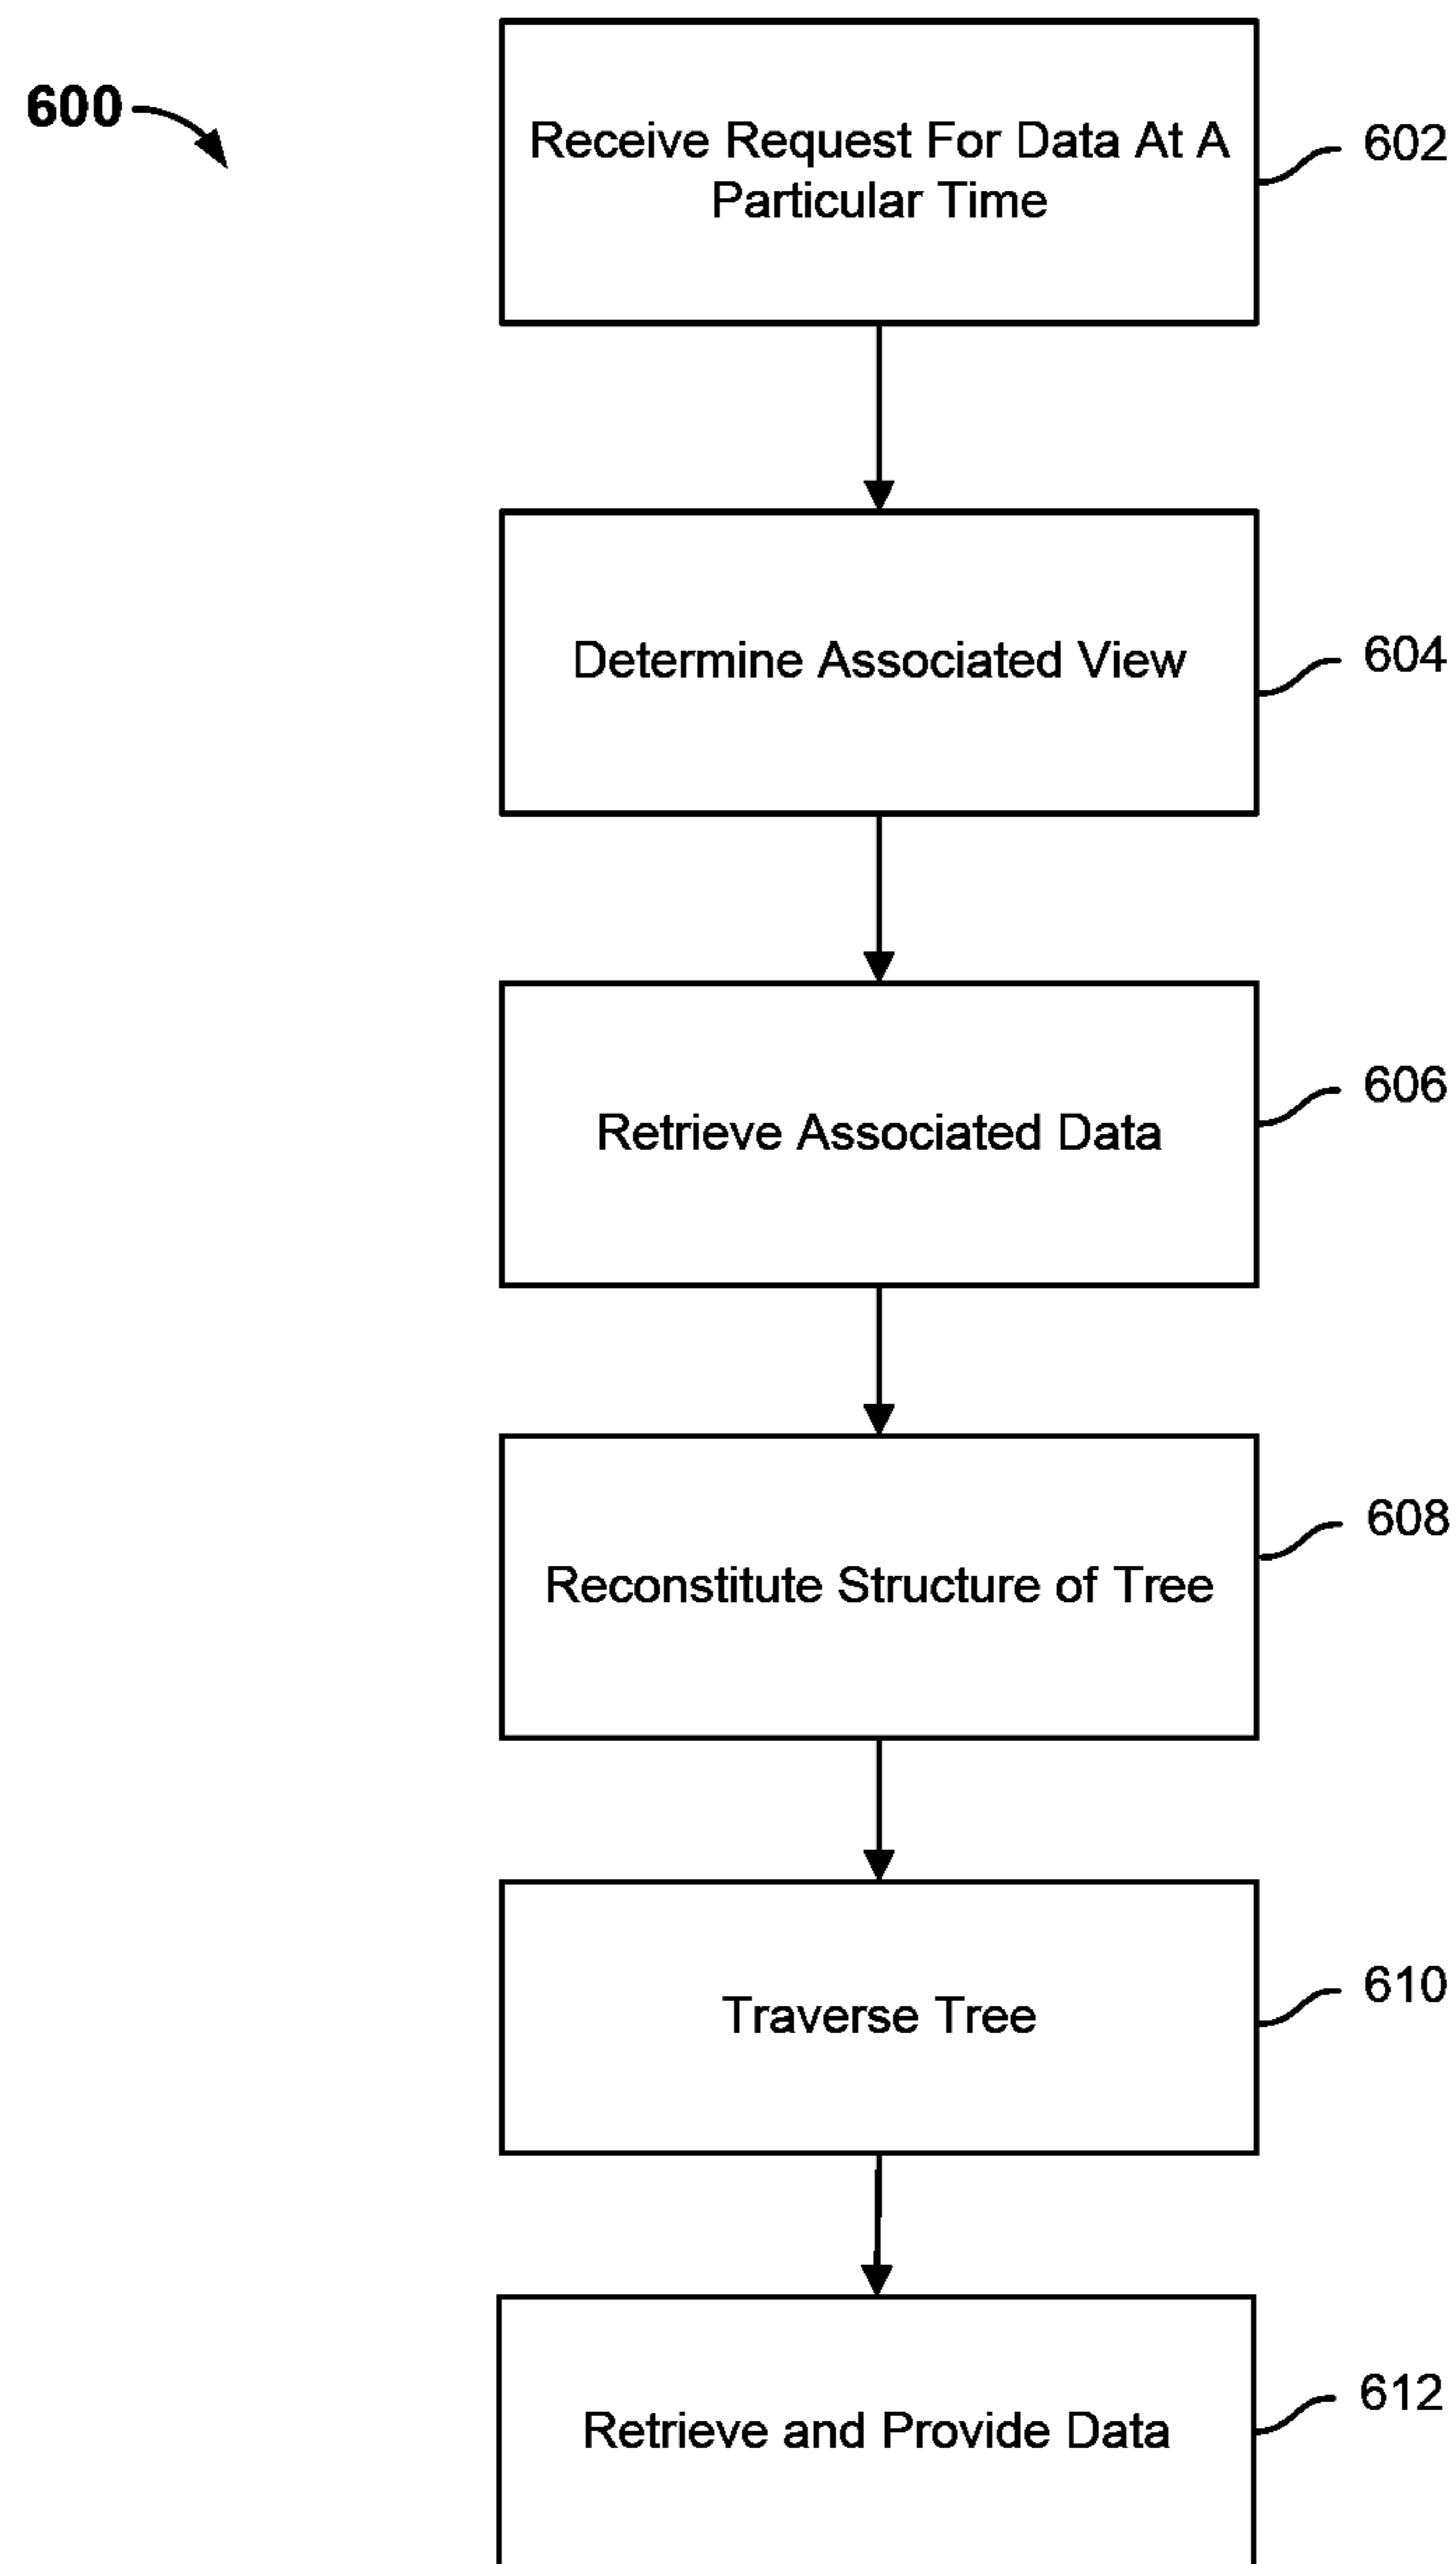 600
Receive Request For Data At A
Particular Time
602
Determine Associated View
604
Retrieve Associated Data
606
Reconstitute Structure of Tree
608
Traverse Tree
610
Retrieve and Provide Data
612